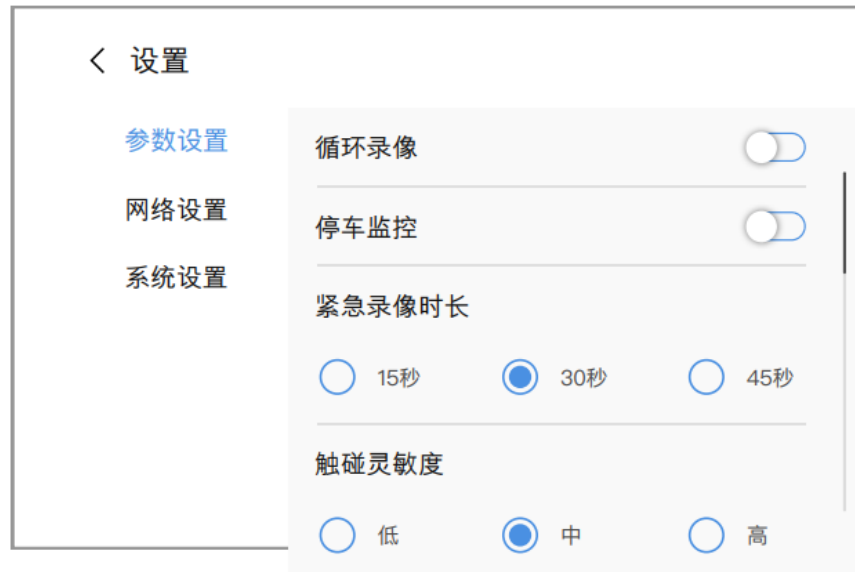 设置
参数设置
网络设置
系统设置
循环录像
停车监控
紧急录像时长
15秒 30秒 45秒
触碰灵敏度
低 中 高